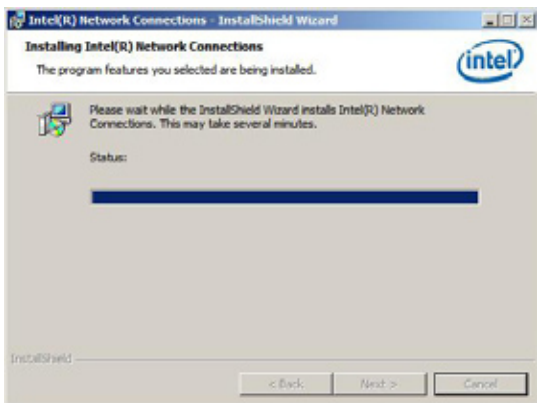 Intel(R) Network Connections - InstallShield Wizard
Installing Intel(R) Network Connections
The program features you selected are being installed.
intel
Please wait while the InstallShield Wizard installs Intel(R) Network
Connections. This may take several minutes.
Status:
InstallShield
< Back
Next >
Cancel